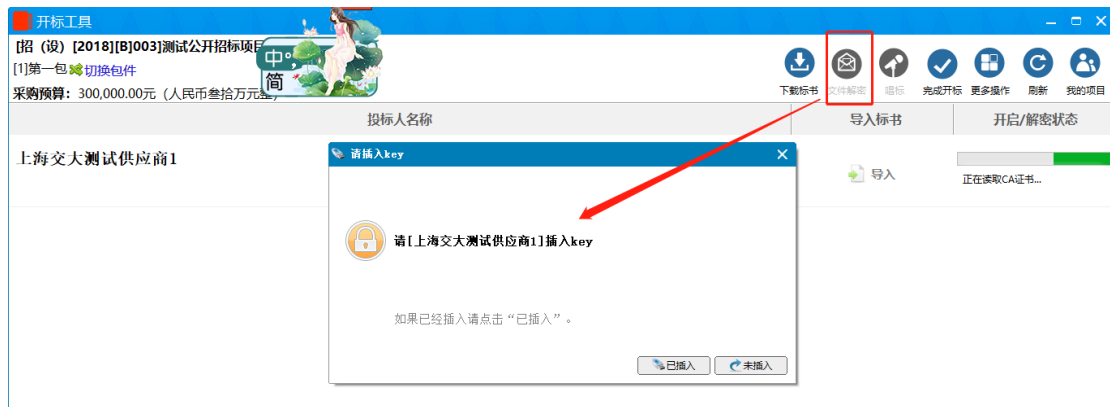 开标工具
[招（设）[2018][B]003]测试公开招标项目
[1]第一包 切换包件
采购预算：300,000.00元（人民币叁拾万元整）
中
简
下载标书 文件解密 唱标 完成开标 更多操作 刷新 我的项目
投标人名称 导入标书 开启/解密状态
上海交大测试供应商1
导入
正在读取CA证书...
请插入key
请[上海交大测试供应商1]插入key
如果已经插入请点击“已插入”。
已插入 未插入